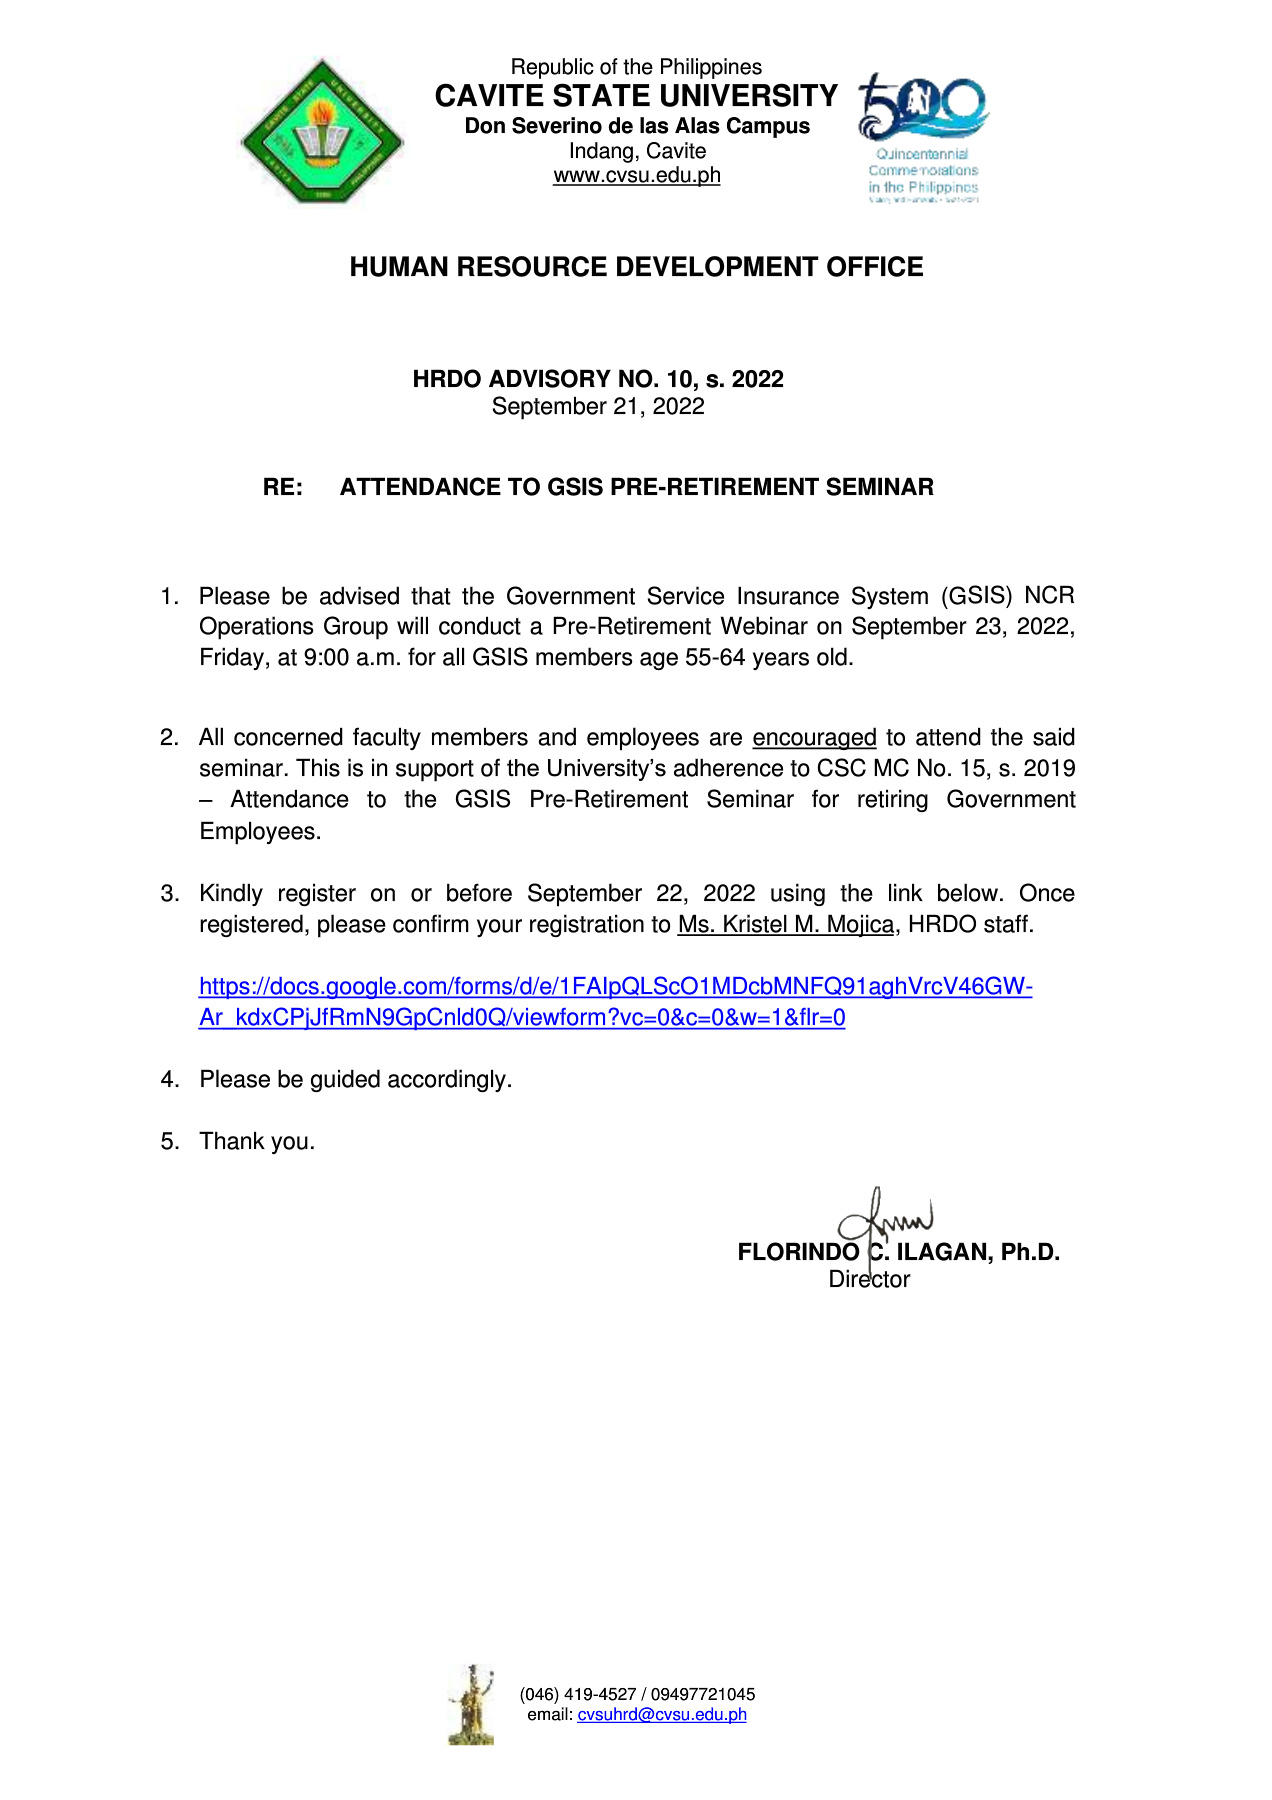 Republic of the Philippines
CAVITE STATE UNIVERSITY
Don Severino de las Alas Campus
Indang, Cavite
www.cvsu.edu.ph
CAVITE STATE UNIVERSITY
500
Quincentennial
Commemorations
in the Philippines
HUMAN RESOURCE DEVELOPMENT OFFICE
HRDO ADVISORY NO. 10, s. 2022
September 21, 2022
RE: ATTENDANCE TO GSIS PRE-RETIREMENT SEMINAR
1. Please be advised that the Government Service Insurance System (GSIS) NCR
Operations Group will conduct a Pre-Retirement Webinar on September 23, 2022,
Friday, at 9:00 a.m. for all GSIS members age 55-64 years old.
2. All concerned faculty members and employees are encouraged to attend the said
seminar. This is in support of the University’s adherence to CSC MC No. 15, s. 2019
– Attendance to the GSIS Pre-Retirement Seminar for retiring Government
Employees.
3. Kindly register on or before September 22, 2022 using the link below. Once
registered, please confirm your registration to Ms. Kristel M. Mojica, HRDO staff.
https://docs.google.com/forms/d/e/1FAIpQLScO1MDcbMNFQ91aghVrcV46GW-
Ar_kdxCPjJfRmN9GpCnld0Q/viewform?vc=0&c=0&w=1&flr=0
4. Please be guided accordingly.
5. Thank you.
FLORINDO C. ILAGAN, Ph.D.
Director
(046) 419-4527 / 09497721045
email: cvsuhrd@cvsu.edu.ph